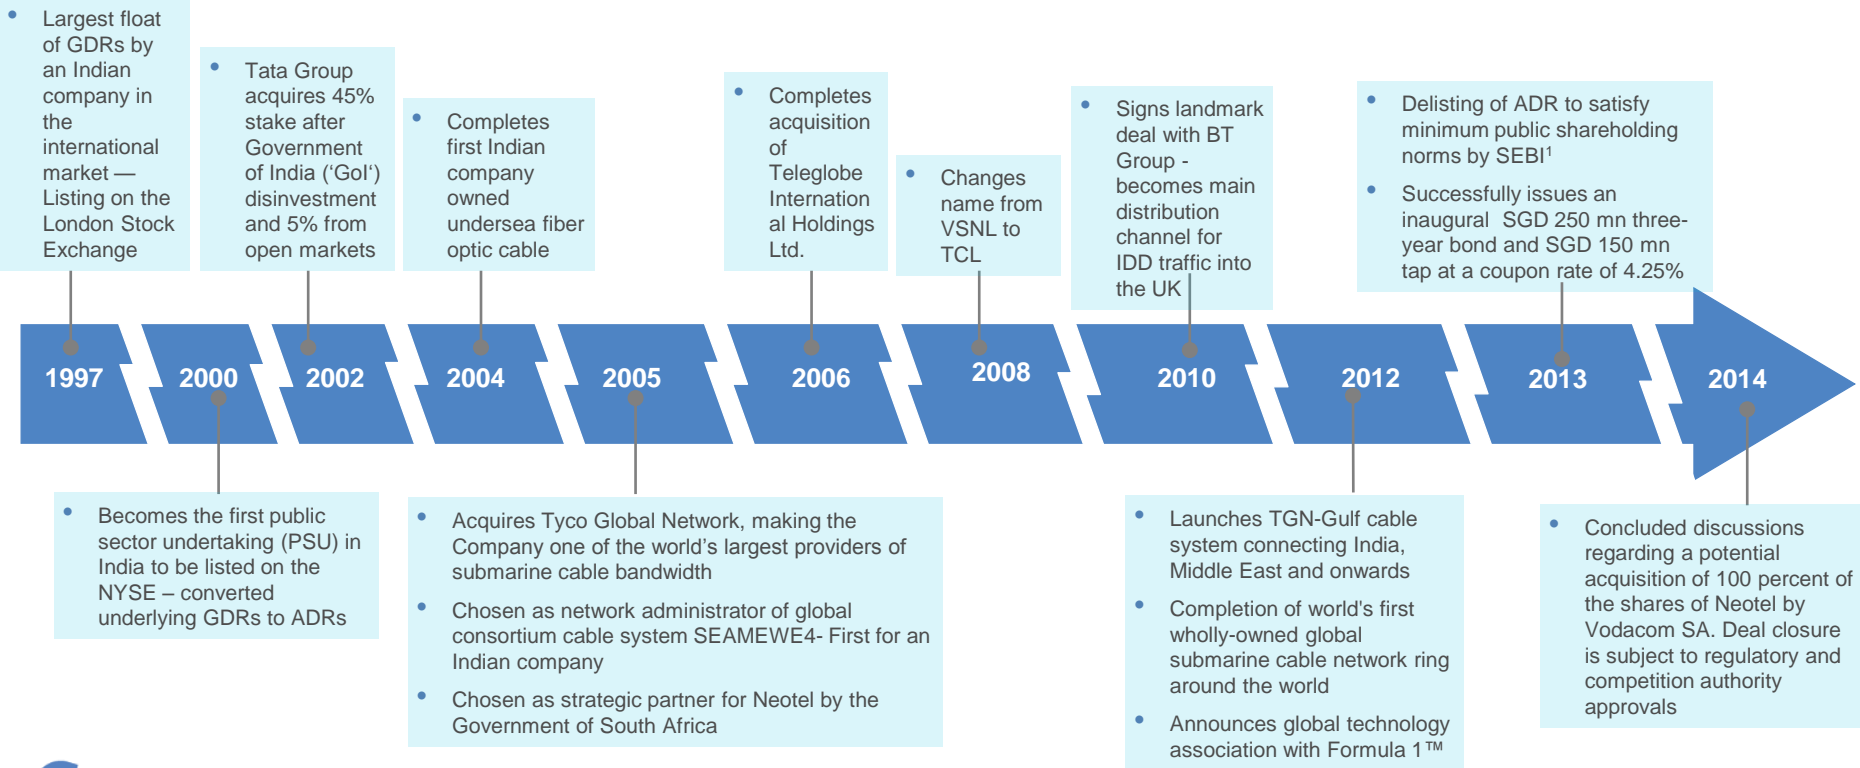 • Largest float
of GDRs by
an Indian
company in
the
international
market —
Listing on the
London Stock
Exchange
• Tata Group
acquires 45%
stake after
Government
of India (‘GoI‘)
disinvestment
and 5% from
open markets
• Completes
first Indian
company
owned
undersea fiber
optic cable
• Completes
acquisition
of
Teleglobe
Internation
al Holdings
Ltd.
• Changes
name from
VSNL to
TCL
• Signs landmark
deal with BT
Group -
becomes main
distribution
channel for
IDD traffic into
the UK
• Delisting of ADR to satisfy
minimum public shareholding
norms by SEBI¹
• Successfully issues an
inaugural SGD 250 mn three-
year bond and SGD 150 mn
tap at a coupon rate of 4.25%
1997
2000
2002
2004
2005
2006
2008
2010
2012
2013
2014
• Becomes the first public
sector undertaking (PSU) in
India to be listed on the
NYSE – converted
underlying GDRs to ADRs
• Acquires Tyco Global Network, making the
Company one of the world’s largest providers of
submarine cable bandwidth
• Chosen as network administrator of global
consortium cable system SEAMEWE4- First for an
Indian company
• Chosen as strategic partner for Neotel by the
Government of South Africa
• Launches TGN-Gulf cable
system connecting India,
Middle East and onwards
• Completion of world's first
wholly-owned global
submarine cable network ring
around the world
• Announces global technology
association with Formula 1™
• Concluded discussions
regarding a potential
acquisition of 100 percent of
the shares of Neotel by
Vodacom SA. Deal closure
is subject to regulatory and
competition authority
approvals